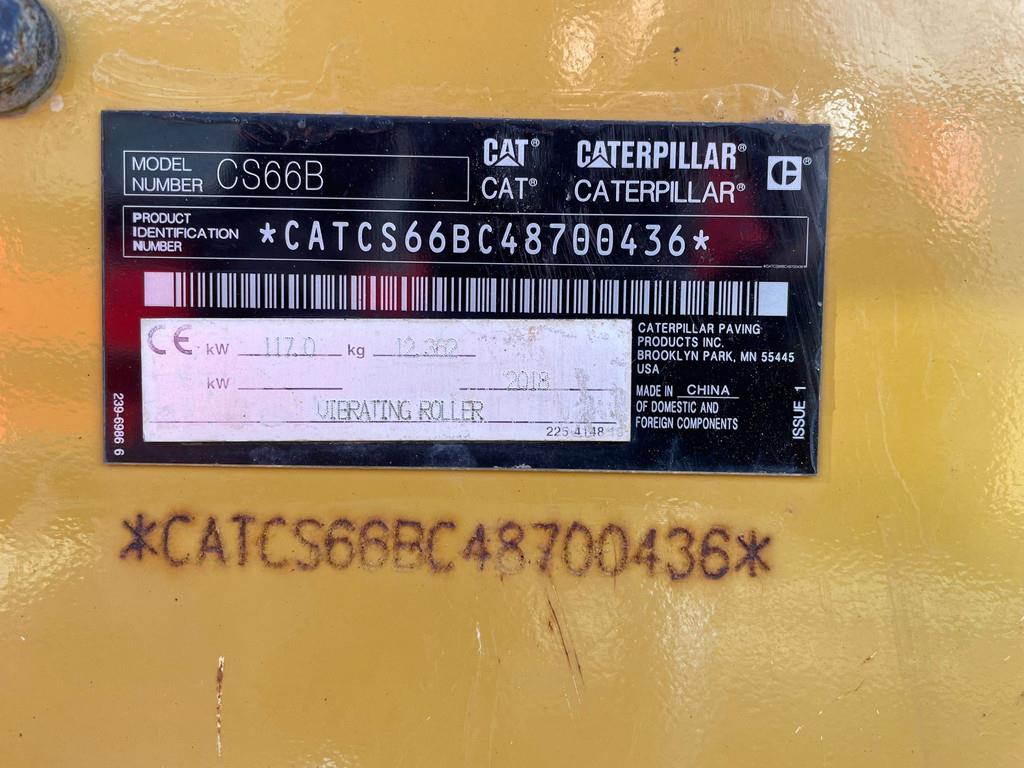 MODEL NUMBER CS66B
CAT® CATERPILLAR® ®
CAT® CATERPILLAR®
PRODUCT IDENTIFICATION NUMBER *CATCS66BC48700436*
*CATCS66BC48700436*
CE kW 117.0 kg 12,362
kW 2018
VIBRATING ROLLER
225-4148
CATERPILLAR PAVING
PRODUCTS INC.
BROOKLYN PARK, MN 55445
USA
MADE IN CHINA
OF DOMESTIC AND
FOREIGN COMPONENTS
ISSUE 1
239-6986 6
*CATCS66BC48700436*